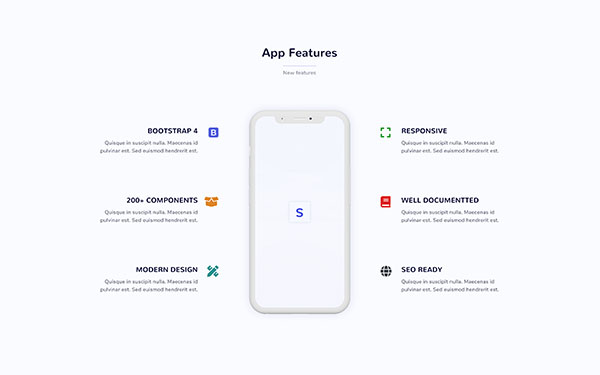 App Features
New features
BOOTSTRAP 4
Quisque in suscipit nulla. Maecenas id
pulvinar est. Sed euismod hendrerit est.
200+ COMPONENTS
Quisque in suscipit nulla. Maecenas id
pulvinar est. Sed euismod hendrerit est.
MODERN DESIGN
Quisque in suscipit nulla. Maecenas id
pulvinar est. Sed euismod hendrerit est.
S
RESPONSIVE
Quisque in suscipit nulla. Maecenas id
pulvinar est. Sed euismod hendrerit est.
WELL DOCUMENTTED
Quisque in suscipit nulla. Maecenas id
pulvinar est. Sed euismod hendrerit est.
SEO READY
Quisque in suscipit nulla. Maecenas id
pulvinar est. Sed euismod hendrerit est.